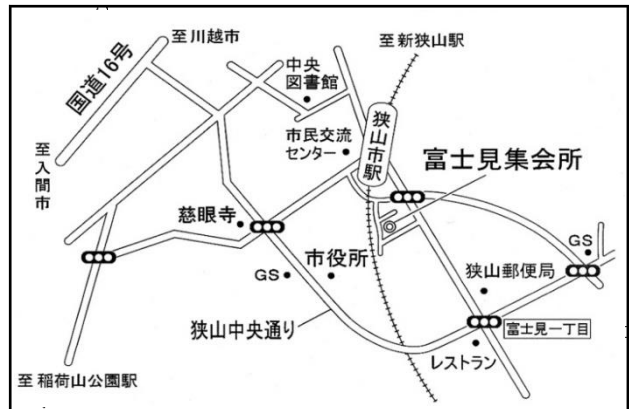 至川越市
国道16号
至入間市
中央
図書館
至新狭山駅
市民交流
センター
狭山市駅
富士見集会所
慈眼寺
GS
市役所
狭山中央通り
GS
狭山郵便局
富士見一丁目
レストラン
至 稲荷山公園駅